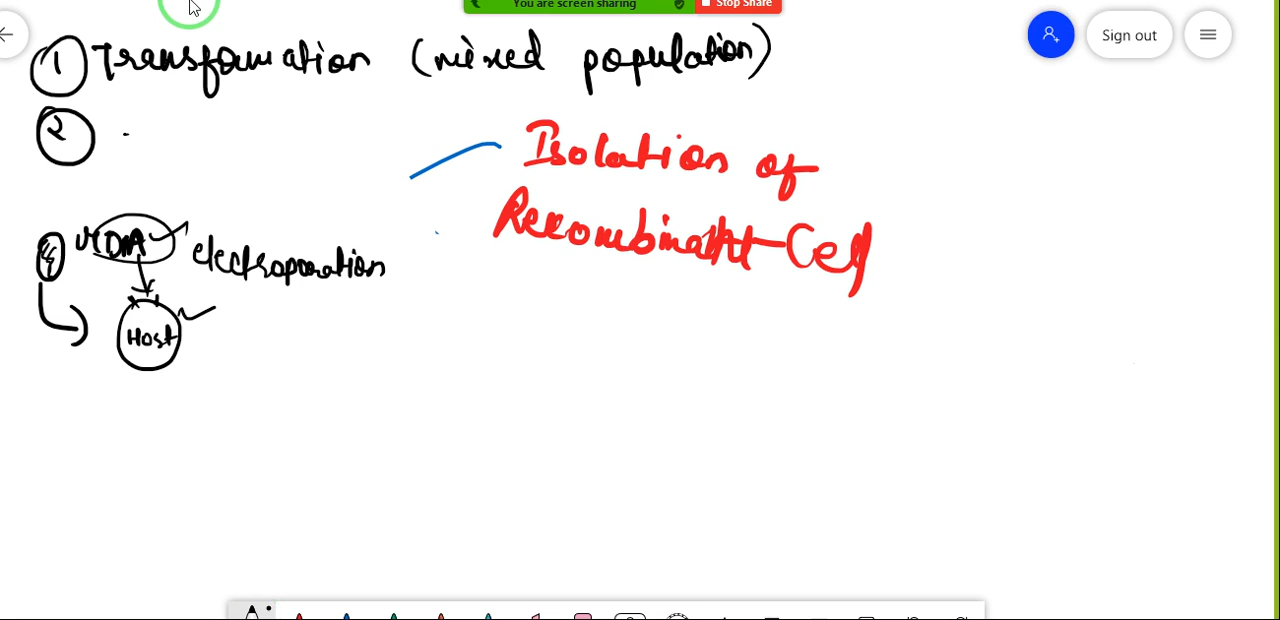 You are screen sharing Stop Share
Sign out
1 Transformation (mixed population)
2
Isolation of
Recombinant Cell
rDNA electroporation
Host